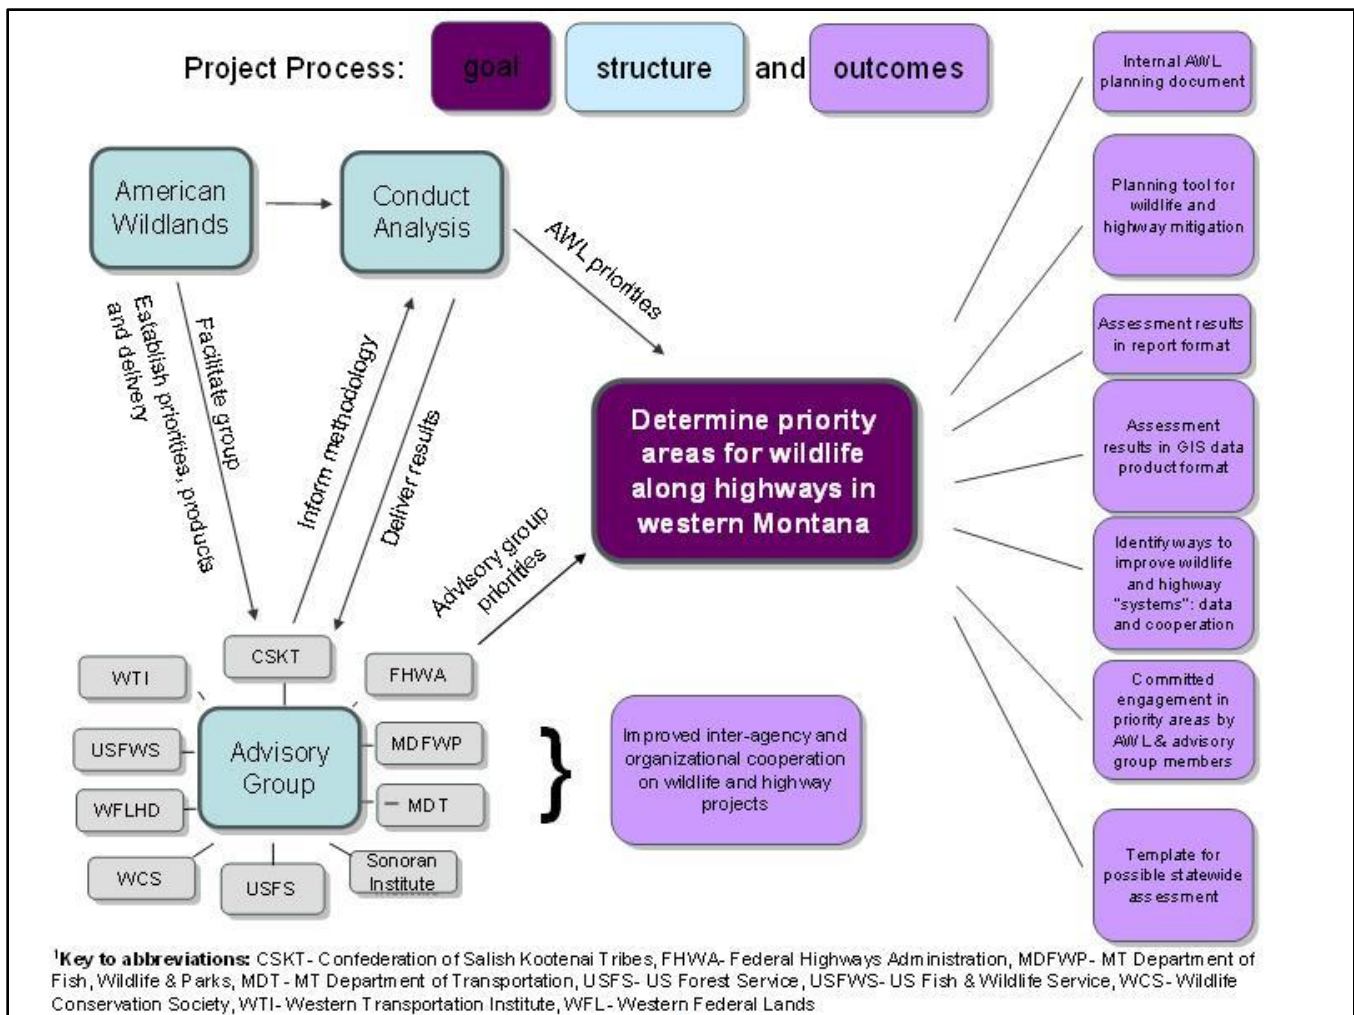 Project Process: goal structure and outcomes
American
Wildlands
Conduct
Analysis
AWL priorities
Establish priorities, products
and delivery
Facilitate group
Inform methodology
Deliver results
Advisory group
priorities
Determine priority
areas for wildlife
along highways in
western Montana
CSKT
WTI
FHWA
USFWS
MDFWP
Advisory
Group
WFLHD
MDT
WCS
USFS
Sonoran
Institute
}
Improved inter-agency and
organizational cooperation
on wildlife and highway
projects
Internal AWL
planning document
Planning tool for
wildlife and
highway mitigation
Assessment results
in report format
Assessment
results in GIS data
product format
Identify ways to
improve wildlife
and highway
"systems": data
and cooperation
Committed
engagement in
priority areas by
AWL & advisory
group members
Template for
possible statewide
assessment
¹Key to abbreviations: CSKT- Confederation of Salish Kootenai Tribes, FHWA- Federal Highways Administration, MDFWP- MT Department of
Fish, Wildlife & Parks, MDT - MT Department of Transportation, USFS- US Forest Service, USFWS- US Fish & Wildlife Service, WCS- Wildlife
Conservation Society, WTI- Western Transportation Institute, WFL- Western Federal Lands